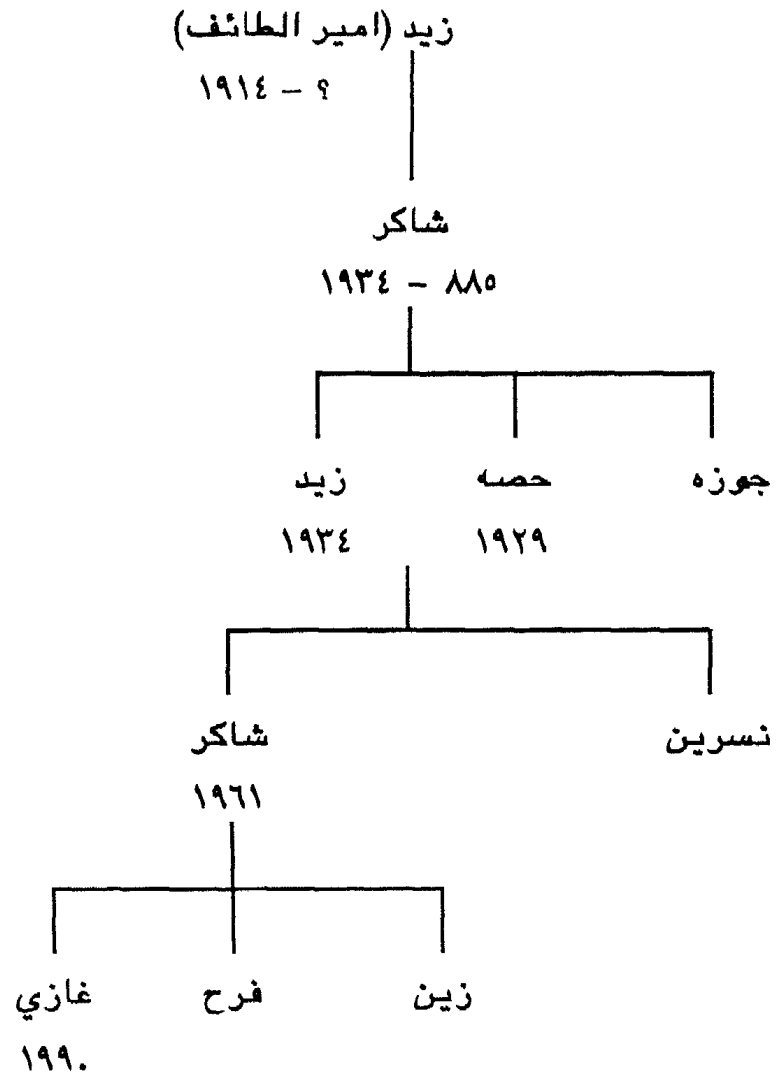 زيد (امير الطائف)
؟ – ١٩١٤
شاكر
٨٨٥ – ١٩٣٤
جوزه حصه زيد
١٩٢٩ ١٩٣٤
نسرين شاكر
١٩٦١
زين فرح غازي
١٩٩٠